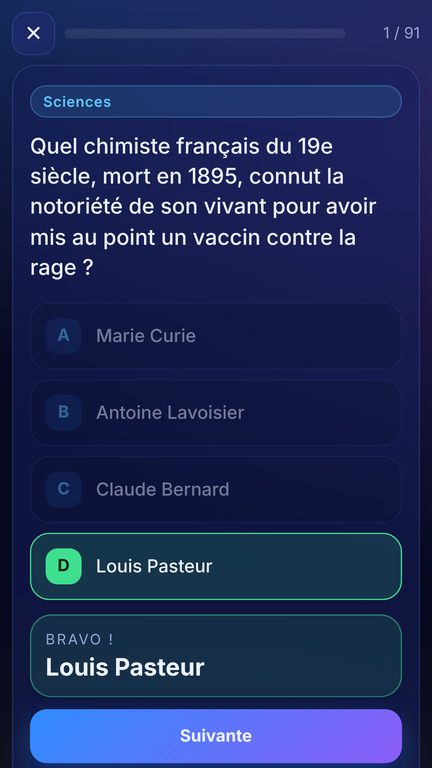 1 / 91
Sciences
Quel chimiste français du 19e
siècle, mort en 1895, connut la
notoriété de son vivant pour avoir
mis au point un vaccin contre la
rage ?
A Marie Curie
B Antoine Lavoisier
C Claude Bernard
D Louis Pasteur
BRAVO !
Louis Pasteur
Suivante